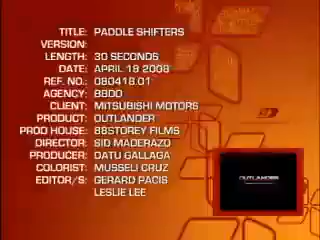 TITLE: PADDLE SHIFTERS
VERSION:
LENGTH: 30 SECONDS
DATE: APRIL 18 2008
REF. NO.: 080418.01
AGENCY: BBDO
CLIENT: MITSUBISHI MOTORS
PRODUCT: OUTLANDER
PROD HOUSE: 88STOREY FILMS
DIRECTOR: SID MADERAZO
PRODUCER: DATU GALLAGA
COLORIST: MUSSELI CRUZ
EDITOR/S: GERARD PACIS
LESLIE LEE
OUTLANDER